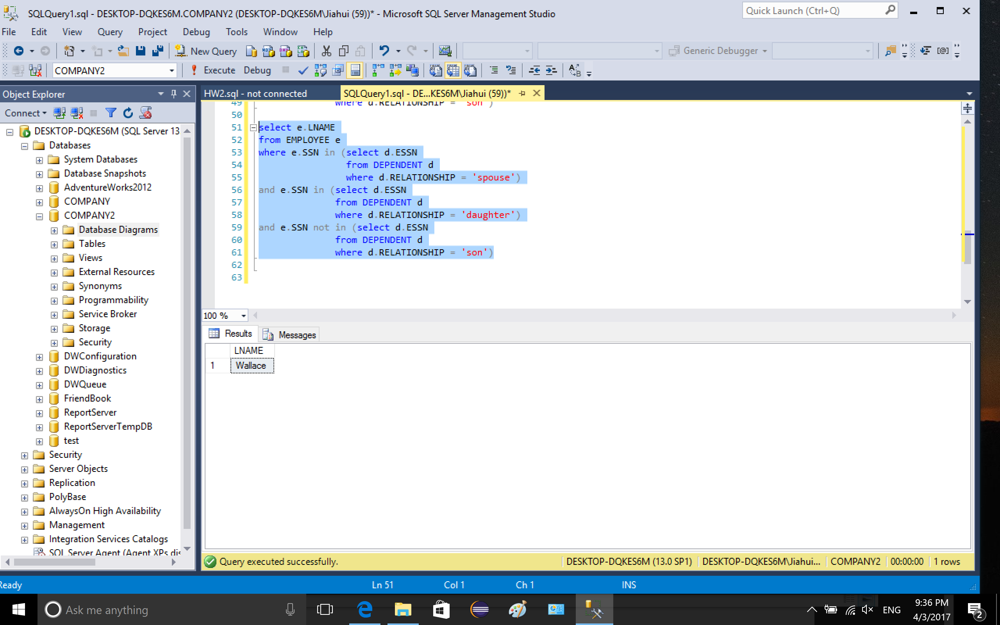 SQLQuery1.sql - DESKTOP-DQKES6M.COMPANY2 (DESKTOP-DQKES6M\Jiahui (59))* - Microsoft SQL Server Management Studio
Quick Launch (Ctrl+Q)
File Edit View Query Project Debug Tools Window Help
New Query
Generic Debugger
COMPANY2
Execute Debug
Object Explorer
Connect
DESKTOP-DQKES6M (SQL Server 13
Databases
System Databases
Database Snapshots
AdventureWorks2012
COMPANY
COMPANY2
Database Diagrams
Tables
Views
External Resources
Synonyms
Programmability
Service Broker
Storage
Security
DWConfiguration
DWDiagnostics
DWQueue
FriendBook
ReportServer
ReportServerTempDB
test
Security
Server Objects
Replication
PolyBase
AlwaysOn High Availability
Management
Integration Services Catalogs
SQL Server Agent (Agent XPs dis
HW2.sql - not connected
SQLQuery1.sql - DE...KES6M\Jiahui (59))*
49 where d.RELATIONSHIP = 'son')
50
51 select e.LNAME
52 from EMPLOYEE e
53 where e.SSN in (select d.ESSN
54 from DEPENDENT d
55 where d.RELATIONSHIP = 'spouse')
56 and e.SSN in (select d.ESSN
57 from DEPENDENT d
58 where d.RELATIONSHIP = 'daughter')
59 and e.SSN not in (select d.ESSN
60 from DEPENDENT d
61 where d.RELATIONSHIP = 'son')
62
63
100 %
Results Messages
LNAME
1 Wallace
Query executed successfully.
DESKTOP-DQKES6M (13.0 SP1) DESKTOP-DQKES6M\Jiahui... COMPANY2 00:00:00 1 rows
Ready Ln 51 Col 1 Ch 1 INS
Ask me anything
ENG
9:36 PM
4/3/2017
2